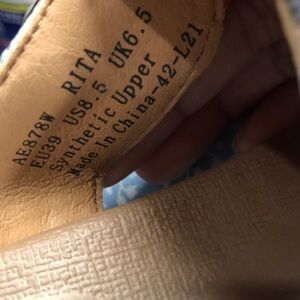 AE878W RITA
EU39 US8.5 UK6.5
Synthetic Upper
Made In China-42-L21